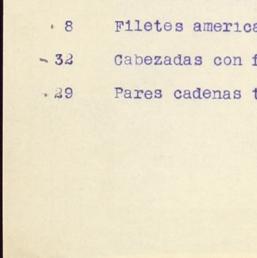 8 Filetes america
32 Cabezadas con f
29 Pares cadenas t